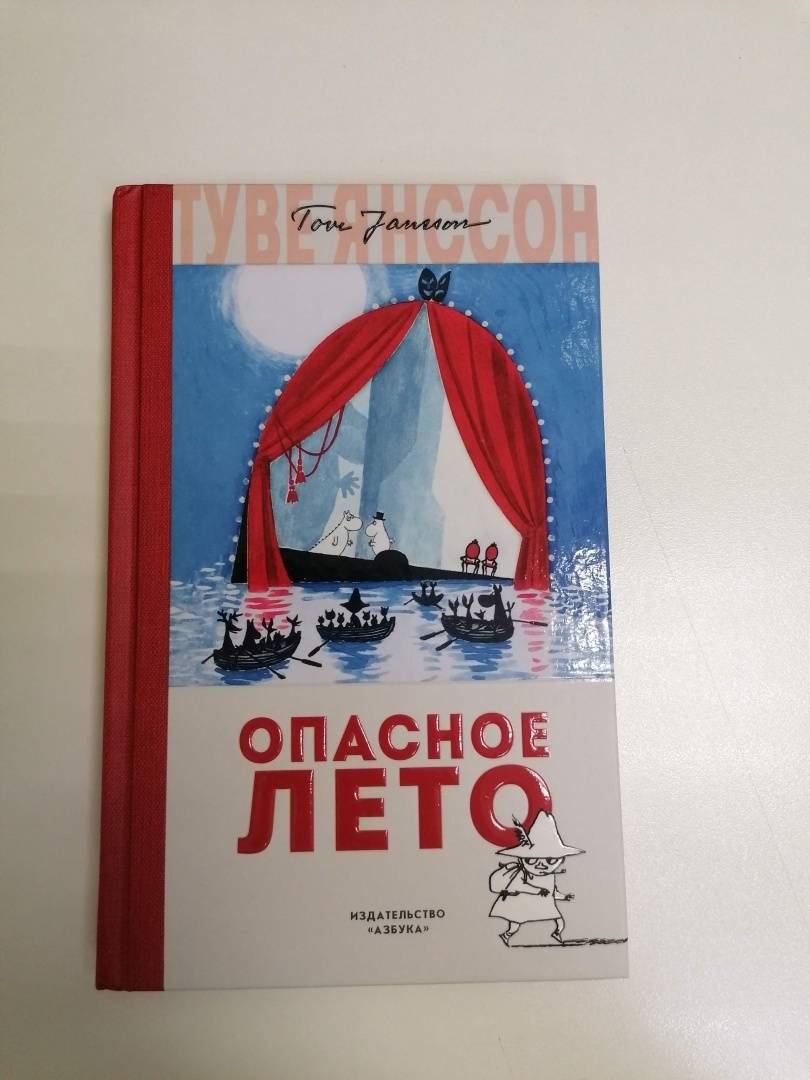 ТУВЕ ЯНССОН
Tove Jansson
ОПАСНОЕ
ЛЕТО
ИЗДАТЕЛЬСТВО
«АЗБУКА»